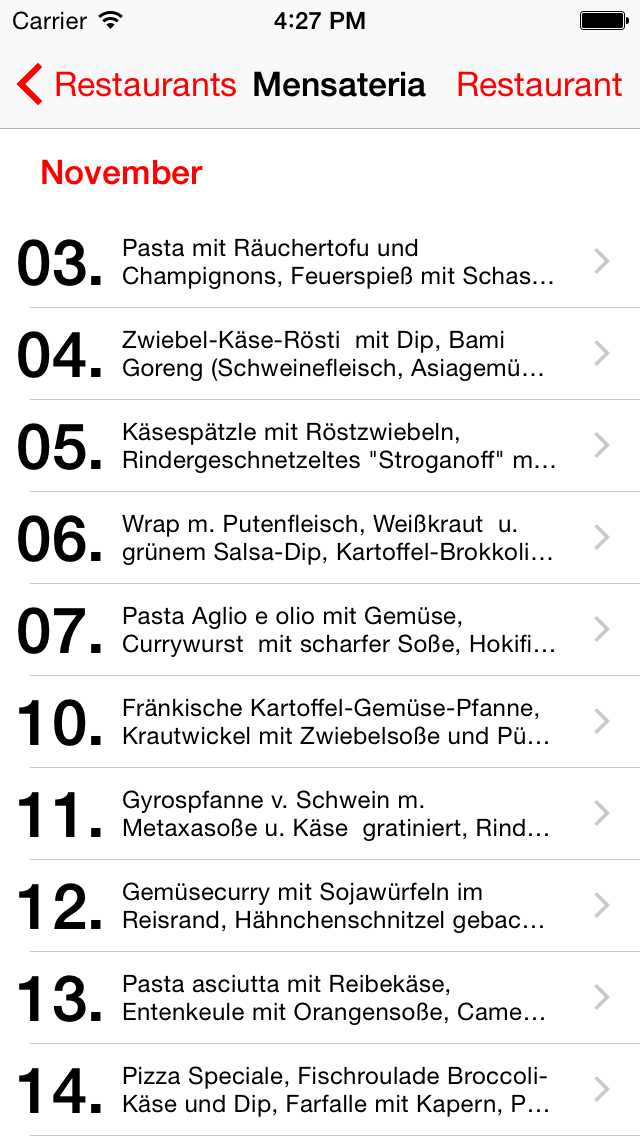 Carrier 4:27 PM
Restaurants Mensateria Restaurant
November
03. Pasta mit Räuchertofu und
Champignons, Feuerspieß mit Schas...
04. Zwiebel-Käse-Rösti  mit Dip, Bami
Goreng (Schweinefleisch, Asiagemü...
05. Käsespätzle mit Röstzwiebeln,
Rindergeschnetzeltes "Stroganoff" m...
06. Wrap m. Putenfleisch, Weißkraut  u.
grünem Salsa-Dip, Kartoffel-Brokkoli...
07. Pasta Aglio e olio mit Gemüse,
Currywurst  mit scharfer Soße, Hokifi...
10. Fränkische Kartoffel-Gemüse-Pfanne,
Krautwickel mit Zwiebelsoße und Pü...
11. Gyrospfanne v. Schwein m.
Metaxasoße u. Käse  gratiniert, Rind...
12. Gemüsecurry mit Sojawürfeln im
Reisrand, Hähnchenschnitzel gebac...
13. Pasta asciutta mit Reibekäse,
Entenkeule mit Orangensoße, Came...
14. Pizza Speciale, Fischroulade Broccoli-
Käse und Dip, Farfalle mit Kapern, P...